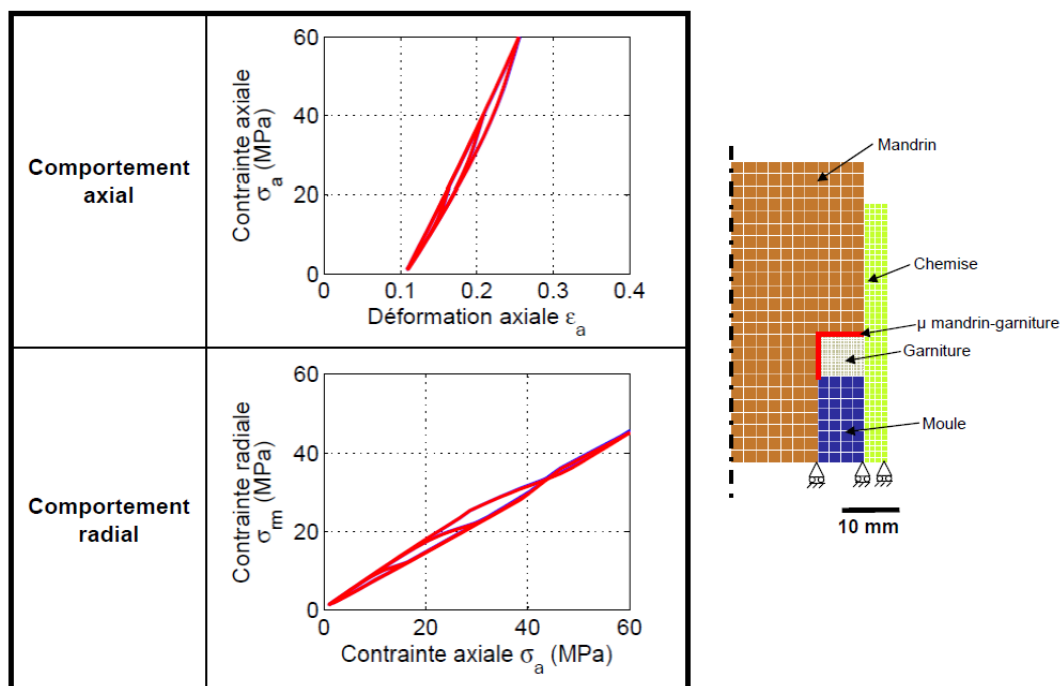 Comportement
axial
Contrainte axiale
σₐ (MPa)
60
40
20
0
0 0.1 0.2 0.3 0.4
Déformation axiale εₐ
Comportement
radial
Contrainte radiale
σᵣₘ (MPa)
60
40
20
0
0 20 40 60
Contrainte axiale σₐ (MPa)
Mandrin
Chemise
μ mandrin-garniture
Garniture
Moule
10 mm